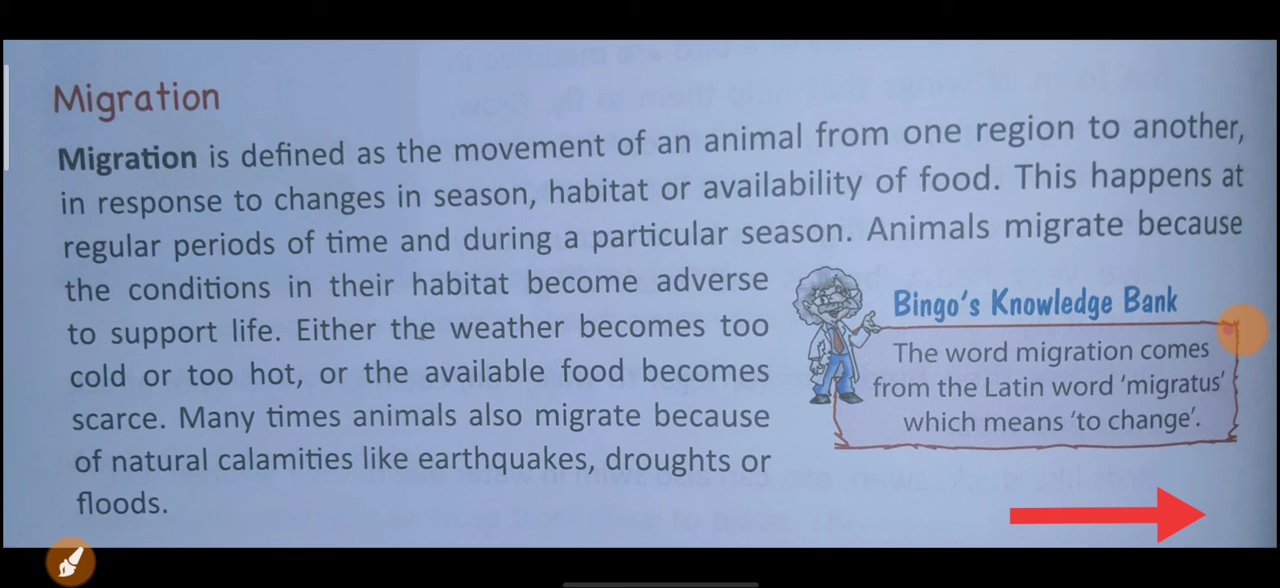 Migration
Migration is defined as the movement of an animal from one region to another,
in response to changes in season, habitat or availability of food. This happens at
regular periods of time and during a particular season. Animals migrate because
the conditions in their habitat become adverse
to support life. Either the weather becomes too
cold or too hot, or the available food becomes
scarce. Many times animals also migrate because
of natural calamities like earthquakes, droughts or
floods.
Bingo's Knowledge Bank
The word migration comes
from the Latin word 'migratus'
which means 'to change'.